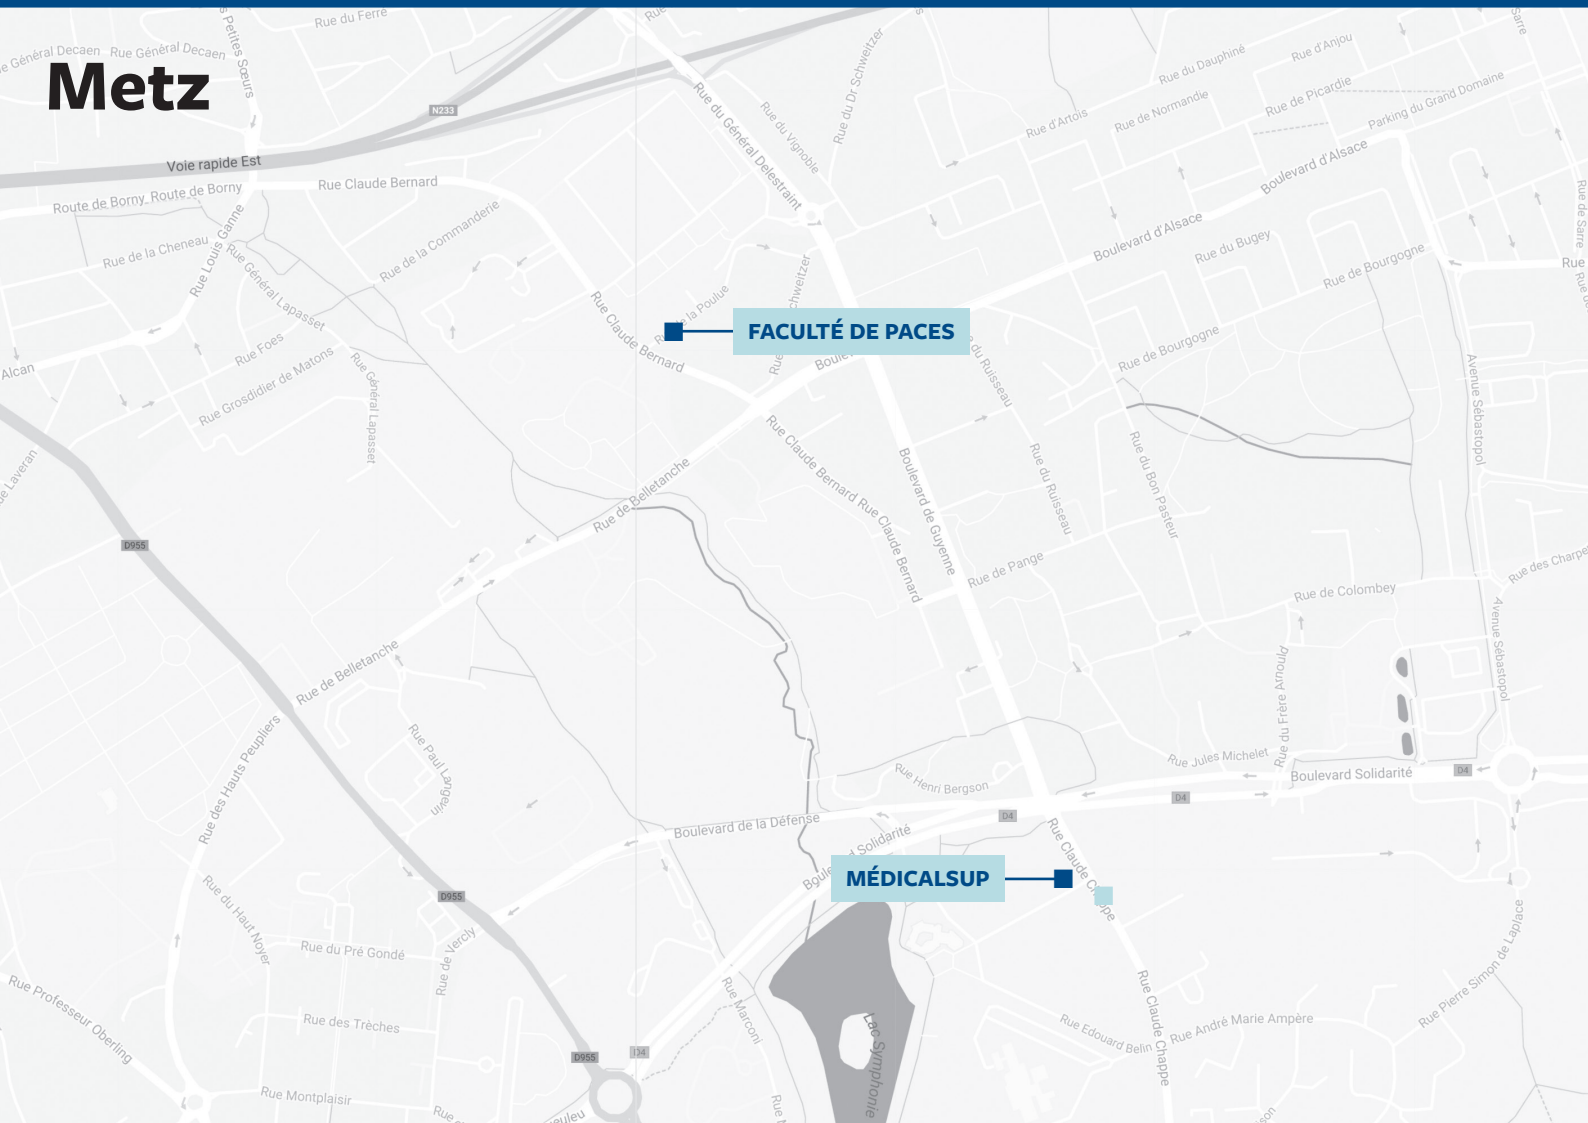 Metz
Rue du Ferre
Rue Général Decaen
Petites Sœurs
N233
Voie rapide Est
Route de Borny
Route de Borny
Rue Claude Bernard
Rue Louis Ganne
Rue de la Cheneau
Rue Général Lapasset
Rue de la Commanderie
Rue du Général Delestraint
Rue du Vignoble
Rue du Dr Schweitzer
Rue du Dauphiné
Rue d'Anjou
Rue de Normandie
Rue de Picardie
Rue d'Artois
Parking du Grand Domaine
Boulevard d'Alsace
Boulevard d'Alsace
Rue du Bugey
Rue de Bourgogne
Rue de Sarre
Sarre
Rue
Alcan
Rue Foes
Rue Grosdidier de Matons
Rue Général Lapasset
Rue Claude Bernard
la Poulue
chweitzer
FACULTÉ DE PACES
du Ruisseau
Rue de Bourgogne
Avenue Sébastopol
Laveran
D955
Rue de Belletanche
Rue Claude Bernard
Rue Claude Bernard
Boulevard de Guyenne
Rue du Ruisseau
Rue du Bon Pasteur
Rue de Pange
Rue de Colombey
Rue des Charpe
Avenue Sébastopol
Rue de Belletanche
Rue des Hauts Peupliers
Rue Paul Langevin
Rue du Frère Arnould
Rue Jules Michelet
Rue Henri Bergson
Boulevard Solidarité
D4
D4
D4
Boulevard de la Défense
Solidarité
Rue Claude Chappe
MÉDICALSUP
D955
Rue du Haut Noyer
Rue du Pré Gondé
Rue de Vercly
Rue Professeur Oberling
Rue des Trèches
Rue Marconi
Lac Symphonie
Rue Claude Chappe
Rue Edouard Belin
Rue André Marie Ampère
Rue Pierre Simon de Laplace
D955
D4
Rue Montplaisir